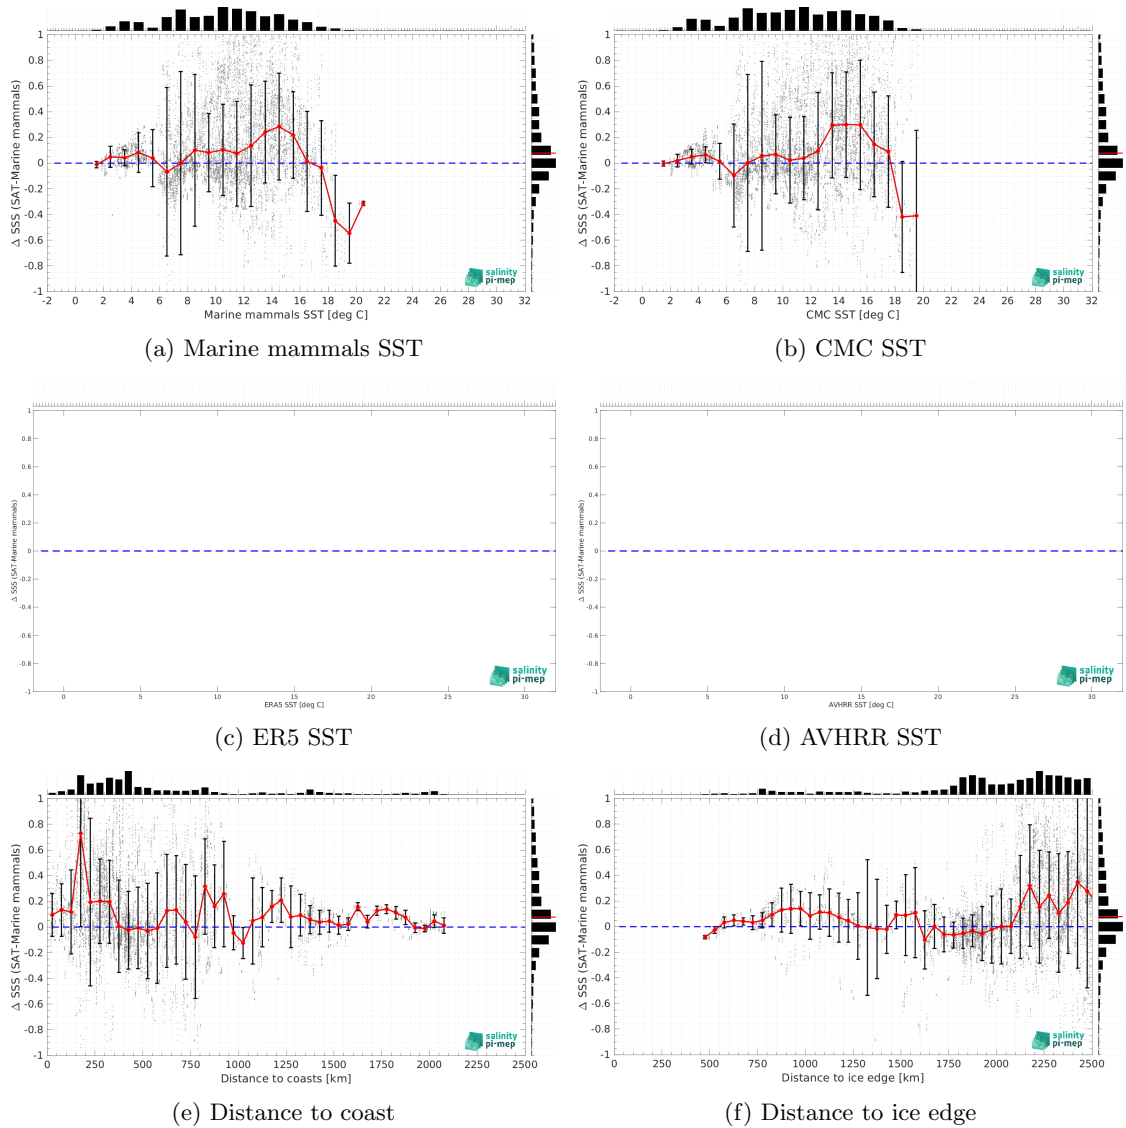 1
0.8
0.6
0.4
0.2
0
-0.2
-0.4
-0.6
-0.8
-1
Δ SSS (SAT-Marine mammals)
-2 0 2 4 6 8 10 12 14 16 18 20 22 24 26 28 30 32
Marine mammals SST [deg C]
salinity
pi-mep
(a) Marine mammals SST
1
0.8
0.6
0.4
0.2
0
-0.2
-0.4
-0.6
-0.8
-1
Δ SSS (SAT-Marine mammals)
-2 0 2 4 6 8 10 12 14 16 18 20 22 24 26 28 30 32
CMC SST [deg C]
salinity
pi-mep
(b) CMC SST
1
0.8
0.6
0.4
0.2
0
-0.2
-0.4
-0.6
-0.8
-1
Δ SSS (SAT-Marine mammals)
0 5 10 15 20 25 30
ERA5 SST [deg C]
salinity
pi-mep
(c) ER5 SST
1
0.8
0.6
0.4
0.2
0
-0.2
-0.4
-0.6
-0.8
-1
Δ SSS (SAT-Marine mammals)
0 5 10 15 20 25 30
AVHRR SST [deg C]
salinity
pi-mep
(d) AVHRR SST
1
0.8
0.6
0.4
0.2
0
-0.2
-0.4
-0.6
-0.8
-1
Δ SSS (SAT-Marine mammals)
0 250 500 750 1000 1250 1500 1750 2000 2250 2500
Distance to coasts [km]
salinity
pi-mep
(e) Distance to coast
1
0.8
0.6
0.4
0.2
0
-0.2
-0.4
-0.6
-0.8
-1
Δ SSS (SAT-Marine mammals)
0 250 500 750 1000 1250 1500 1750 2000 2250 2500
Distance to ice edge [km]
salinity
pi-mep
(f) Distance to ice edge